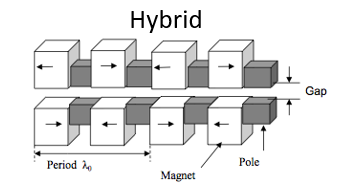 Hybrid
Gap
Period λ₀
Pole
Magnet